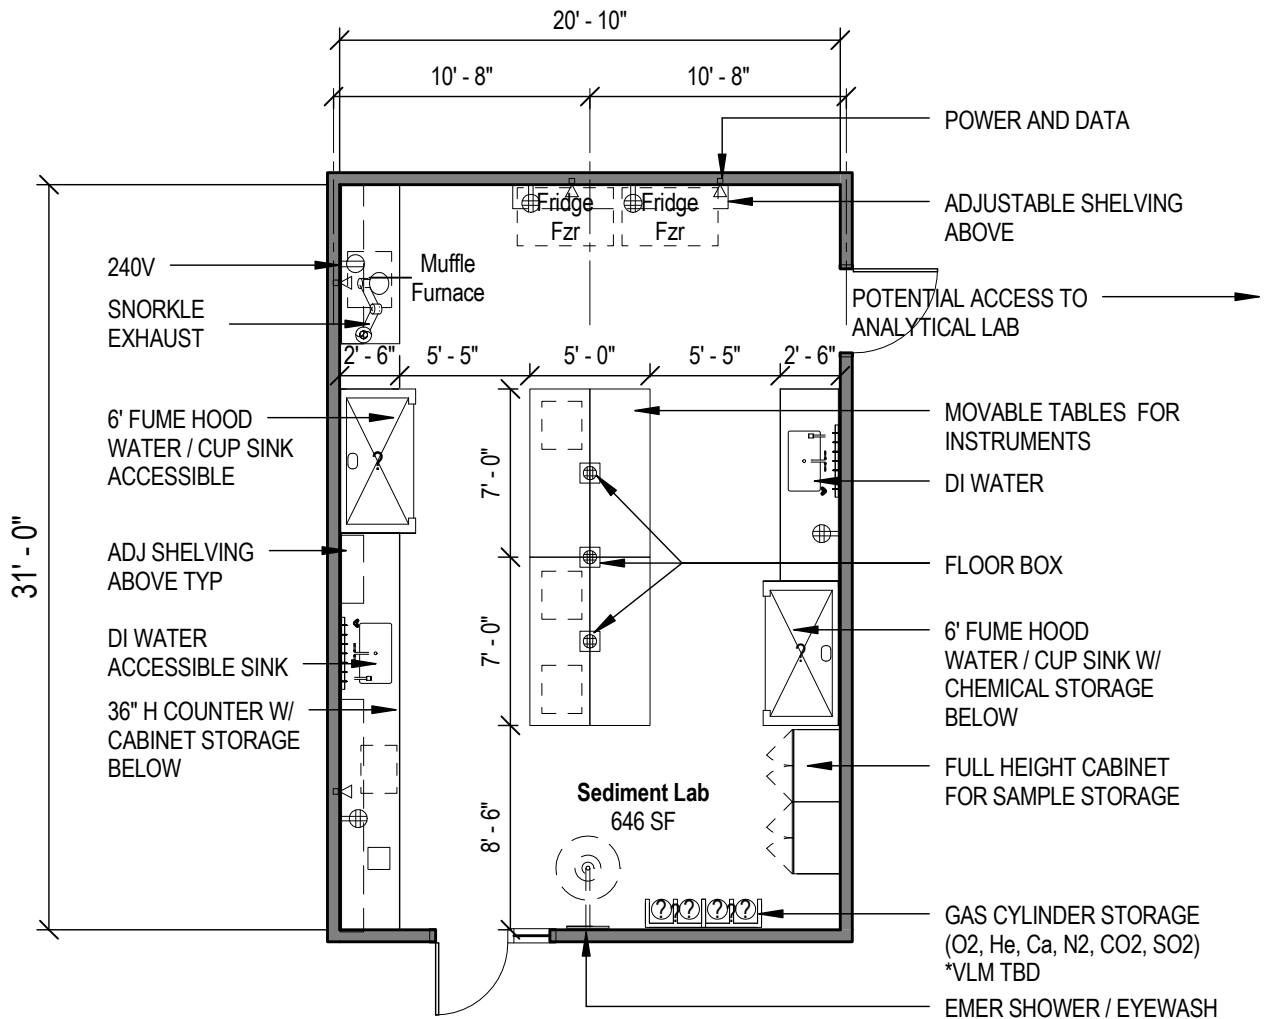 20' - 10"
10' - 8"
10' - 8"
POWER AND DATA
ADJUSTABLE SHELVING
ABOVE
Fridge
Fzr
Fridge
Fzr
240V
SNORKLE
EXHAUST
Muffle
Furnace
POTENTIAL ACCESS TO
ANALYTICAL LAB
2' - 6"
5' - 5"
5' - 0"
5' - 5"
2' - 6"
6' FUME HOOD
WATER / CUP SINK
ACCESSIBLE
MOVABLE TABLES FOR
INSTRUMENTS
DI WATER
7' - 0"
31' - 0"
ADJ SHELVING
ABOVE TYP
FLOOR BOX
DI WATER
ACCESSIBLE SINK
7' - 0"
6' FUME HOOD
WATER / CUP SINK W/
CHEMICAL STORAGE
BELOW
36" H COUNTER W/
CABINET STORAGE
BELOW
FULL HEIGHT CABINET
FOR SAMPLE STORAGE
Sediment Lab
646 SF
8' - 6"
? ? ? ? ? ?
GAS CYLINDER STORAGE
(O2, He, Ca, N2, CO2, SO2)
*VLM TBD
EMER SHOWER / EYEWASH